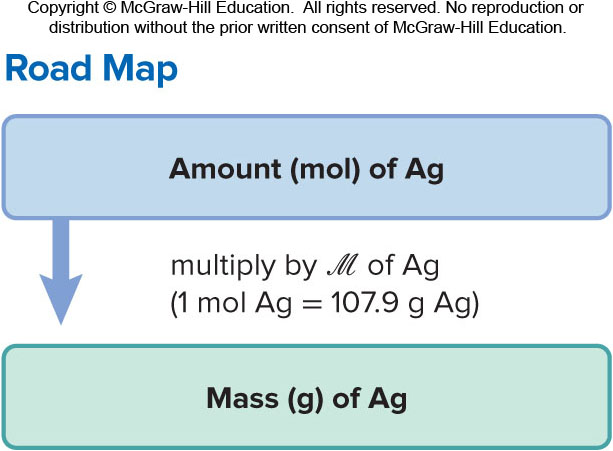 Copyright © McGraw-Hill Education.  All rights reserved. No reproduction or
distribution without the prior written consent of McGraw-Hill Education.
Road Map
Amount (mol) of Ag
multiply by ℳ of Ag
(1 mol Ag = 107.9 g Ag)
Mass (g) of Ag